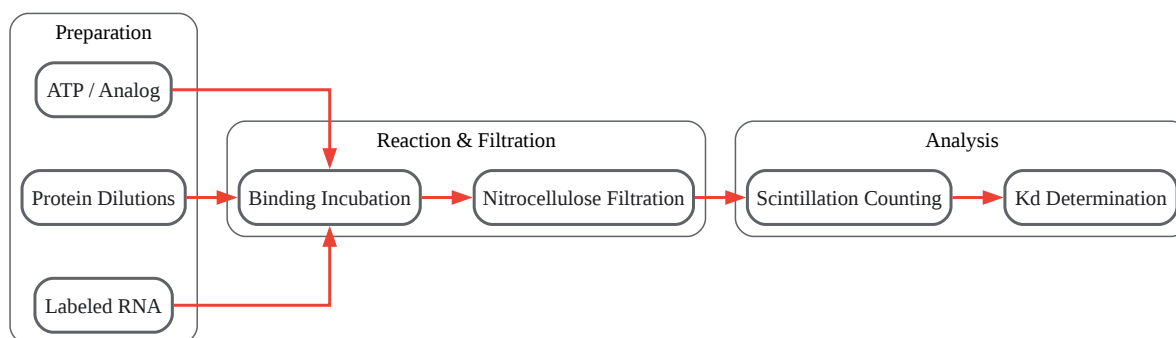 Preparation
ATP / Analog
Protein Dilutions
Labeled RNA
Reaction & Filtration
Binding Incubation
Nitrocellulose Filtration
Analysis
Scintillation Counting
Kd Determination